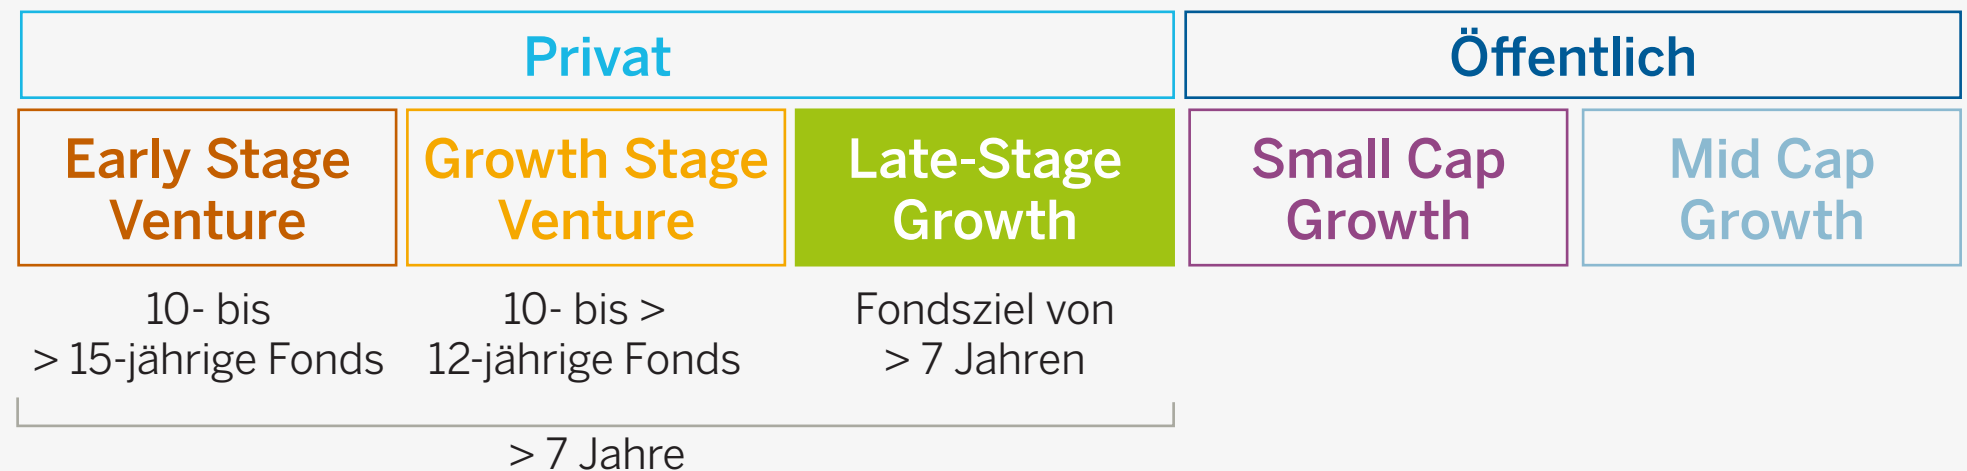 Privat
Öffentlich
Early Stage
Venture
Growth Stage
Venture
Late-Stage
Growth
Small Cap
Growth
Mid Cap
Growth
10- bis
> 15-jährige Fonds
10- bis >
12-jährige Fonds
Fondsziel von
> 7 Jahren
> 7 Jahre